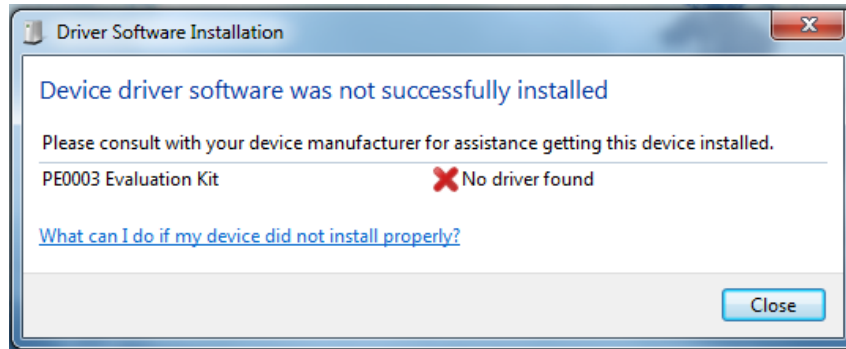 Driver Software Installation
Device driver software was not successfully installed
Please consult with your device manufacturer for assistance getting this device installed.
PE0003 Evaluation Kit No driver found
What can I do if my device did not install properly?
Close